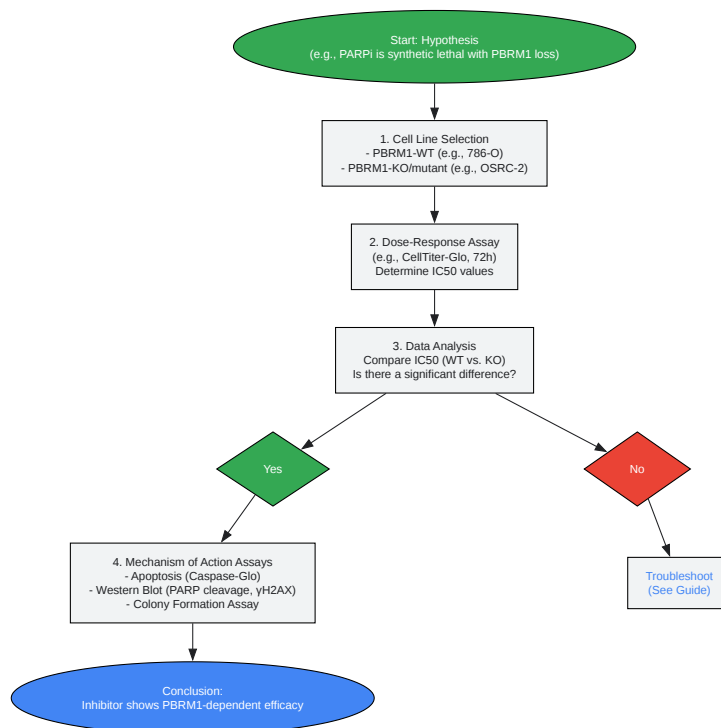 Start: Hypothesis
(e.g., PARPi is synthetic lethal with PBRM1 loss)
1. Cell Line Selection
- PBRM1-WT (e.g., 786-O)
- PBRM1-KO/mutant (e.g., OSRC-2)
2. Dose-Response Assay
(e.g., CellTiter-Glo, 72h)
Determine IC50 values
3. Data Analysis
Compare IC50 (WT vs. KO)
Is there a significant difference?
Yes
No
4. Mechanism of Action Assays
- Apoptosis (Caspase-Glo)
- Western Blot (PARP cleavage, γH2AX)
- Colony Formation Assay
Troubleshoot
(See Guide)
Conclusion:
Inhibitor shows PBRM1-dependent efficacy